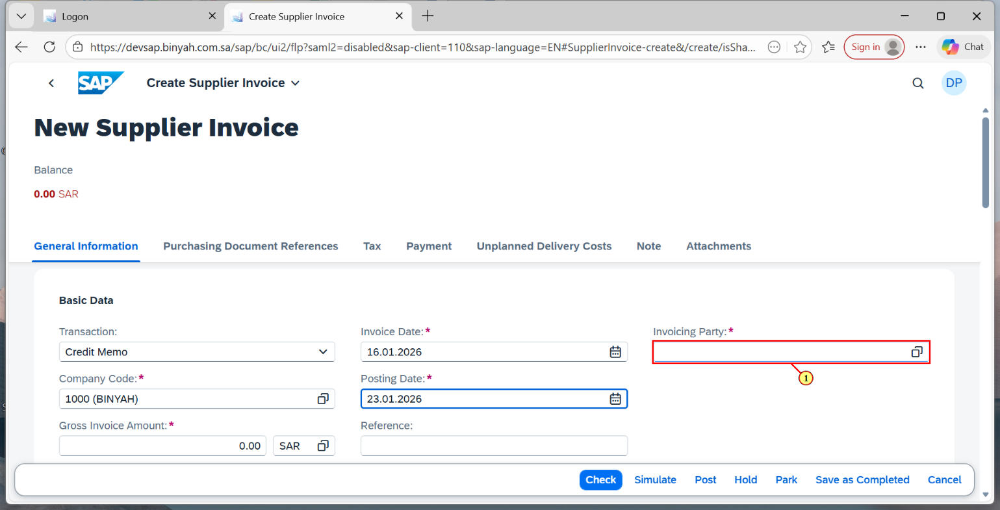 Logon
Create Supplier Invoice
https://devsap.binyah.com.sa/sap/bc/ui2/flp?saml2=disabled&sap-client=110&sap-language=EN#SupplierInvoice-create&/create/isSha...
Sign in
Chat
SAP
Create Supplier Invoice
DP
New Supplier Invoice
Balance
0.00 SAR
General Information Purchasing Document References Tax Payment Unplanned Delivery Costs Note Attachments
Basic Data
Transaction: Invoice Date:* Invoicing Party:*
Credit Memo 16.01.2026
1
Company Code:* Posting Date:*
1000 (BINYAH) 23.01.2026
Gross Invoice Amount:* Reference:
0.00 SAR
Check Simulate Post Hold Park Save as Completed Cancel